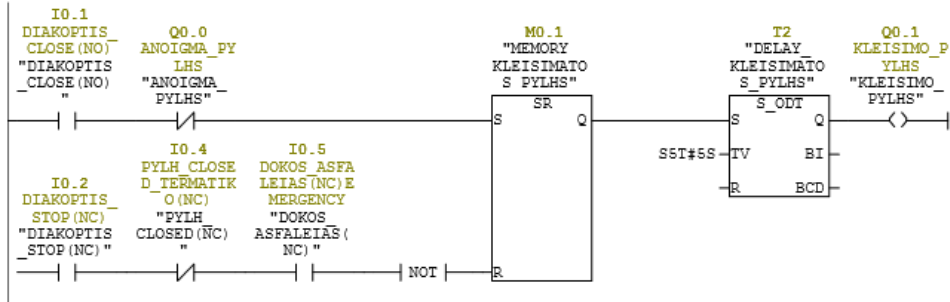 I0.1
DIAKOPTIS_
CLOSE(NO)
"DIAKOPTIS
_CLOSE(NO)
"
Q0.0
ANOIGMA_PY
LHS
"ANOIGMA_
PYLHS"
M0.1
"MEMORY
KLEISIMATO
S PYLHS"
SR
S
Q
T2
"DELAY_
KLEISIMATO
S_PYLHS"
S_ODT
S
Q
S5T#5S
TV
BI
R
BCD
Q0.1
KLEISIMO_P
YLHS
"KLEISIMO_
PYLHS"
I0.2
DIAKOPTIS_
STOP(NC)
"DIAKOPTIS
_STOP(NC)"
I0.4
PYLH_CLOSE
D_TERMATIK
O(NC)
"PYLH_
CLOSED(NC)
"
I0.5
DOKOS_ASFA
LEIAS(NC)E
MERGENCY
"DOKOS_
ASFALEIAS(
NC)"
NOT
R